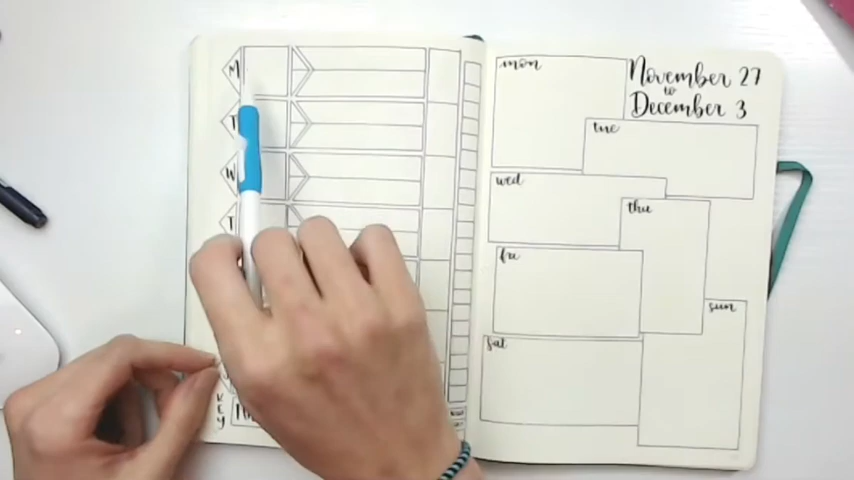 M
T
W
T
K
E
Y
mon
November 27
to
December 3
tue
wed
thu
fri
sun
sat